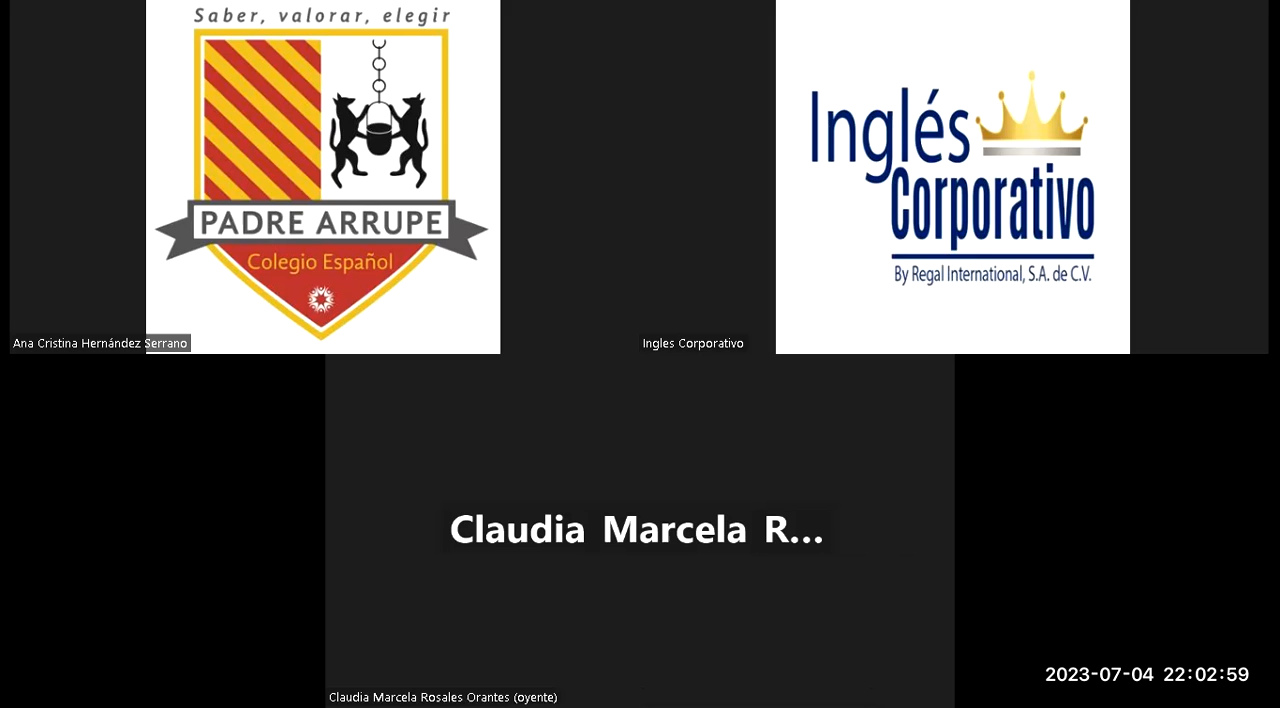 Saber, valorar, elegir
PADRE ARRUPE
Colegio Español
Ana Cristina Hernández Serrano
Inglés
Corporativo
By Regal International, S.A. de C.V.
Ingles Corporativo
Claudia Marcela R...
Claudia Marcela Rosales Orantes (oyente)
2023-07-04 22:02:59